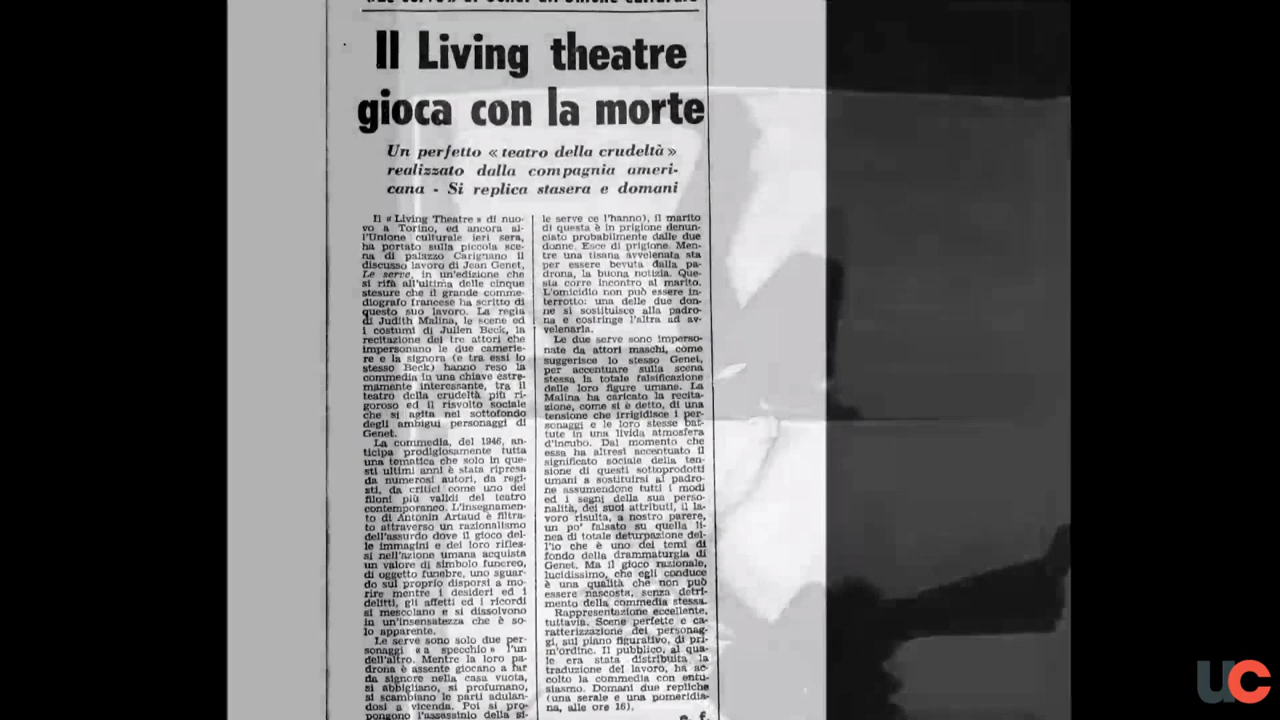 Il Living theatre
gioca con la morte
Un perfetto « teatro della crudeltà »
realizzato dalla compagnia ameri-
cana - Si replica stasera e domani
Il « Living Theatre » di nuo-
vo a Torino, ed ancora al-
l'Unione culturale ieri sera,
ha portato sulla piccola sce-
na di palazzo Carignano il
discusso lavoro di Jean Genet,
Le serve, in un'edizione che
si rifà all'ultima delle cinque
stesure che il grande comme-
diografo francese ha scritto di
questo suo lavoro. La regia
di Judith Malina, le scene ed
i costumi di Julien Beck, la
recitazione dei tre attori che
impersonano le due camerie-
re e la signora (e tra essi lo
stesso Beck) hanno reso la
commedia in una chiave estre-
mamente interessante, tra il
teatro della crudeltà più ri-
goroso ed il risvolto sociale
che si agita nel sottofondo
degli ambigui personaggi di
Genet.
La commedia, del 1946, an-
ticipa prodigiosamente tutta
una tematica che solo in que-
sti ultimi anni è stata ripresa
da numerosi autori, da regi-
sti, da critici come uno dei
filoni più validi del teatro
contemporaneo. L'insegnamen-
to di Antonin Artaud è filtra-
to attraverso un razionalismo
dell'assurdo dove il gioco del-
le immagini e del loro rifles-
si nell'azione umana acquista
un valore di simbolo funereo,
di oggetto funebre, uno sguar-
do sul proprio disporsi a mo-
rire mentre i desideri ed i
delitti, gli affetti ed i ricordi
si mescolano e si dissolvono
in un'insensatezza che è so-
lo apparente.
Le serve sono solo due per-
sonaggi « a specchio » l'un
dell'altro. Mentre la loro pa-
drona è assente giocano a far
da signore nella casa vuota,
si abbigliano, si profumano,
si scambiano le parti adulan-
dosi a vicenda. Poi si pro-
pongono l'assassinio della si-
le serve ce l'hanno), il marito
di questa è in prigione denun-
ciato probabilmente dalle due
donne. Esce di prigione. Men-
tre una tisana avvelenata sta
per essere bevuta dalla pa-
drona, la buona notizia. Que-
sta corre incontro al marito.
L'omicidio non può essere in-
terrotto: una delle due don-
ne si sostituisce alla padro-
na e costringe l'altra ad av-
velenarla.
Le due serve sono imperso-
nate da attori maschi, come
suggerisce lo stesso Genet,
per accentuare sulla scena
stessa la totale falsificazione
delle loro figure umane. La
Malina ha caricato la recita-
zione, come si è detto, di una
tensione che irrigidisce i per-
sonaggi e le loro stesse bat-
tute in una livida atmosfera
d'incubo. Dal momento che
essa ha altresì accentuato il
significato sociale della ten-
sione di questi sottoprodotti
umani a sostituirsi al padro-
ne assumendone tutti i modi
ed i segni della sua perso-
nalità, dei suoi attributi, il la-
voro risulta, a nostro parere,
un po' falsato su quella li-
nea di totale deturpazione del-
l'io che è uno dei temi di
fondo della drammaturgia di
Genet. Ma il gioco razionale,
lucidissimo, che egli conduce
è una qualità che non può
essere nascosta, senza detri-
mento della commedia stessa.
Rappresentazione eccellente,
tuttavia. Scene perfette e ca-
ratterizzazione dei personag-
gi, sul piano figurativo, di pri-
m'ordine. Il pubblico, al qua-
le era stata distribuita la
traduzione del lavoro, ha ac-
colto la commedia con entu-
siasmo. Domani due repliche
(una serale e una pomeridia-
na, alle ore 16).
e. f.
uc